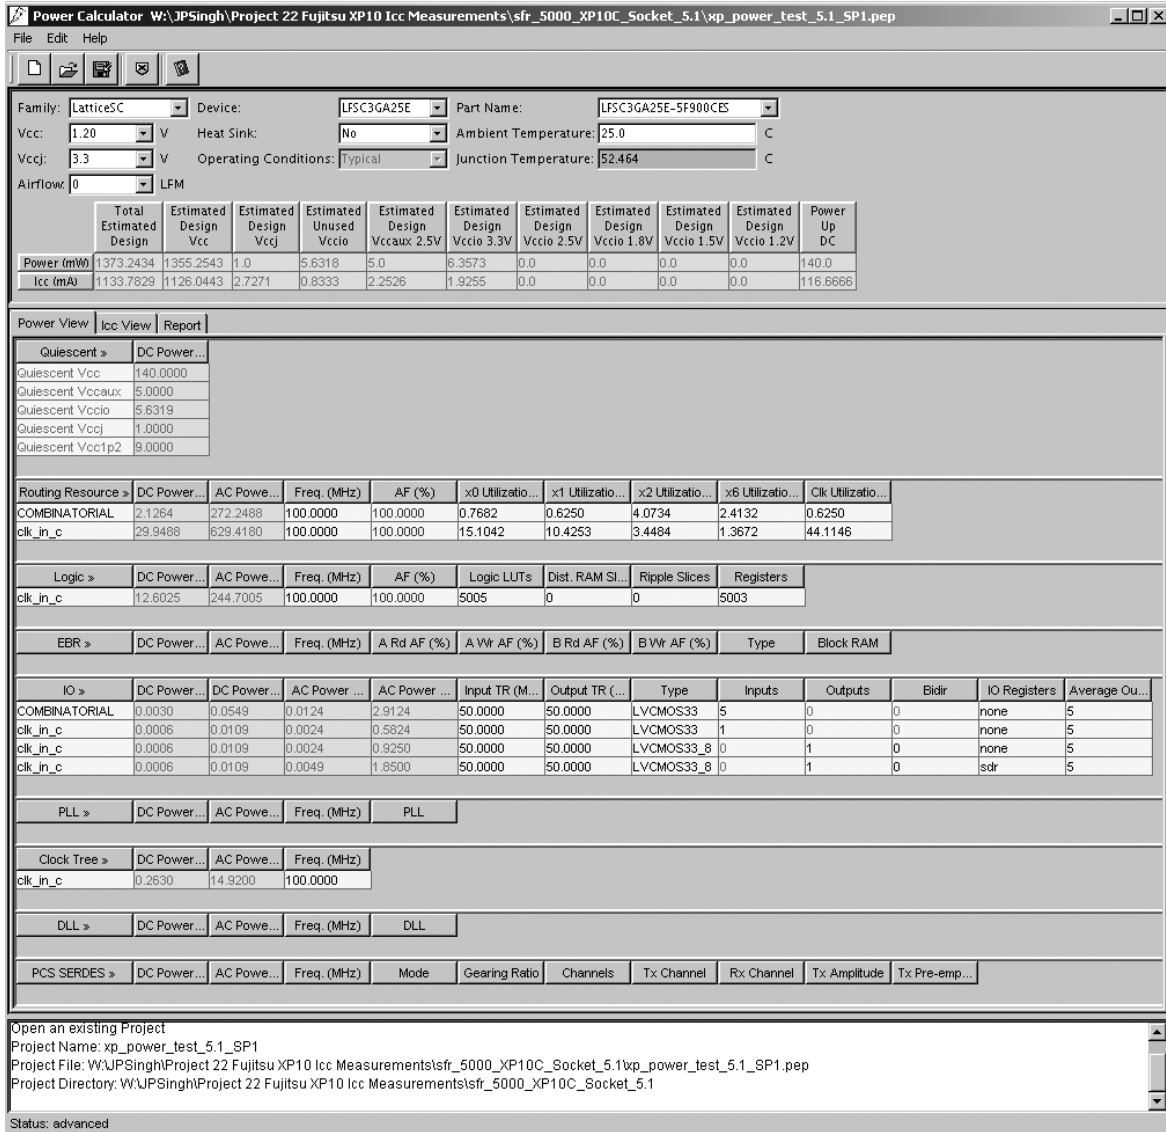 Power Calculator W:\JPSingh\Project 22 Fujitsu XP10 Icc Measurements\sfr_5000_XP10C_Socket_5.1\xp_power_test_5.1_SP1.pep
File Edit Help
Family: LatticeSC Device: LFSC3GA25E Part Name: LFSC3GA25E-5F900CES
Vcc: 1.20 V Heat Sink: No Ambient Temperature: 25.0 C
Vccj: 3.3 V Operating Conditions: Typical Junction Temperature: 52.464 C
Airflow: 0 LFM
Total Estimated Estimated Estimated Estimated Estimated Estimated Estimated Estimated Estimated Power
Estimated Design Design Unused Design Design Design Design Design Design Up
Design Vcc Vccj Vccio Vccaux 2.5V Vccio 3.3V Vccio 2.5V Vccio 1.8V Vccio 1.5V Vccio 1.2V DC
Power (mW) 1373.2434 1355.2543 1.0 5.6318 5.0 6.3573 0.0 0.0 0.0 0.0 140.0
Icc (mA) 1133.7829 1126.0443 2.7271 0.8333 2.2526 1.9255 0.0 0.0 0.0 0.0 116.6666
Power View Icc View Report
Quiescent » DC Power...
Quiescent Vcc 140.0000
Quiescent Vccaux 5.0000
Quiescent Vccio 5.6319
Quiescent Vccj 1.0000
Quiescent Vcc1p2 9.0000
Routing Resource » DC Power... AC Powe... Freq. (MHz) AF (%) x0 Utilizatio... x1 Utilizatio... x2 Utilizatio... x6 Utilizatio... Clk Utilizatio...
COMBINATORIAL 2.1264 272.2488 100.0000 100.0000 0.7682 0.6250 4.0734 2.4132 0.6250
clk_in_c 29.9488 629.4180 100.0000 100.0000 15.1042 10.4253 3.4484 1.3672 44.1146
Logic » DC Power... AC Powe... Freq. (MHz) AF (%) Logic LUTs Dist. RAM Sl... Ripple Slices Registers
clk_in_c 12.6025 244.7005 100.0000 100.0000 5005 0 0 5003
EBR » DC Power... AC Powe... Freq. (MHz) A Rd AF (%) A Wr AF (%) B Rd AF (%) B Wr AF (%) Type Block RAM
IO » DC Power... DC Power... AC Power ... AC Power ... Input TR (M... Output TR (... Type Inputs Outputs Bidir IO Registers Average Ou...
COMBINATORIAL 0.0030 0.0549 0.0124 2.9124 50.0000 50.0000 LVCMOS33 5 0 0 none 5
clk_in_c 0.0006 0.0109 0.0024 0.5824 50.0000 50.0000 LVCMOS33 1 0 0 none 5
clk_in_c 0.0006 0.0109 0.0024 0.9250 50.0000 50.0000 LVCMOS33_8 0 1 0 none 5
clk_in_c 0.0006 0.0109 0.0049 1.8500 50.0000 50.0000 LVCMOS33_8 0 1 0 sdr 5
PLL » DC Power... AC Powe... Freq. (MHz) PLL
Clock Tree » DC Power... AC Powe... Freq. (MHz)
clk_in_c 0.2630 14.9200 100.0000
DLL » DC Power... AC Powe... Freq. (MHz) DLL
PCS SERDES » DC Power... AC Powe... Freq. (MHz) Mode Gearing Ratio Channels Tx Channel Rx Channel Tx Amplitude Tx Pre-emp...
Open an existing Project
Project Name: xp_power_test_5.1_SP1
Project File: W:\JPSingh\Project 22 Fujitsu XP10 Icc Measurements\sfr_5000_XP10C_Socket_5.1\xp_power_test_5.1_SP1.pep
Project Directory: W:\JPSingh\Project 22 Fujitsu XP10 Icc Measurements\sfr_5000_XP10C_Socket_5.1
Status: advanced